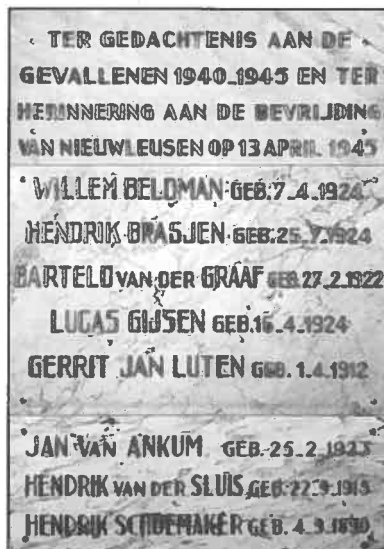 TER GEDACHTENIS AAN DE
GEVALLENEN 1940-1945 EN TER
HERINNERING AAN DE BEVRIJDING
VAN NIEUWLEUSEN OP 13 APRIL 1945
WILLEM BELDMAN GEB. 7-4-1924
HENDRIK BRASJEN GEB. 25-7-1924
BARTELD VAN DER GRAAF GEB. 27-2-1922
LUCAS GIJSEN GEB. 16-4-1924
GERRIT JAN LUTEN GEB. 1-4-1912
JAN VAN ANKUM GEB. 25-2-1923
HENDRIK VAN DER SLUIS GEB.
HENDRIK SCHOEMAKER GEB. 4-9-1890